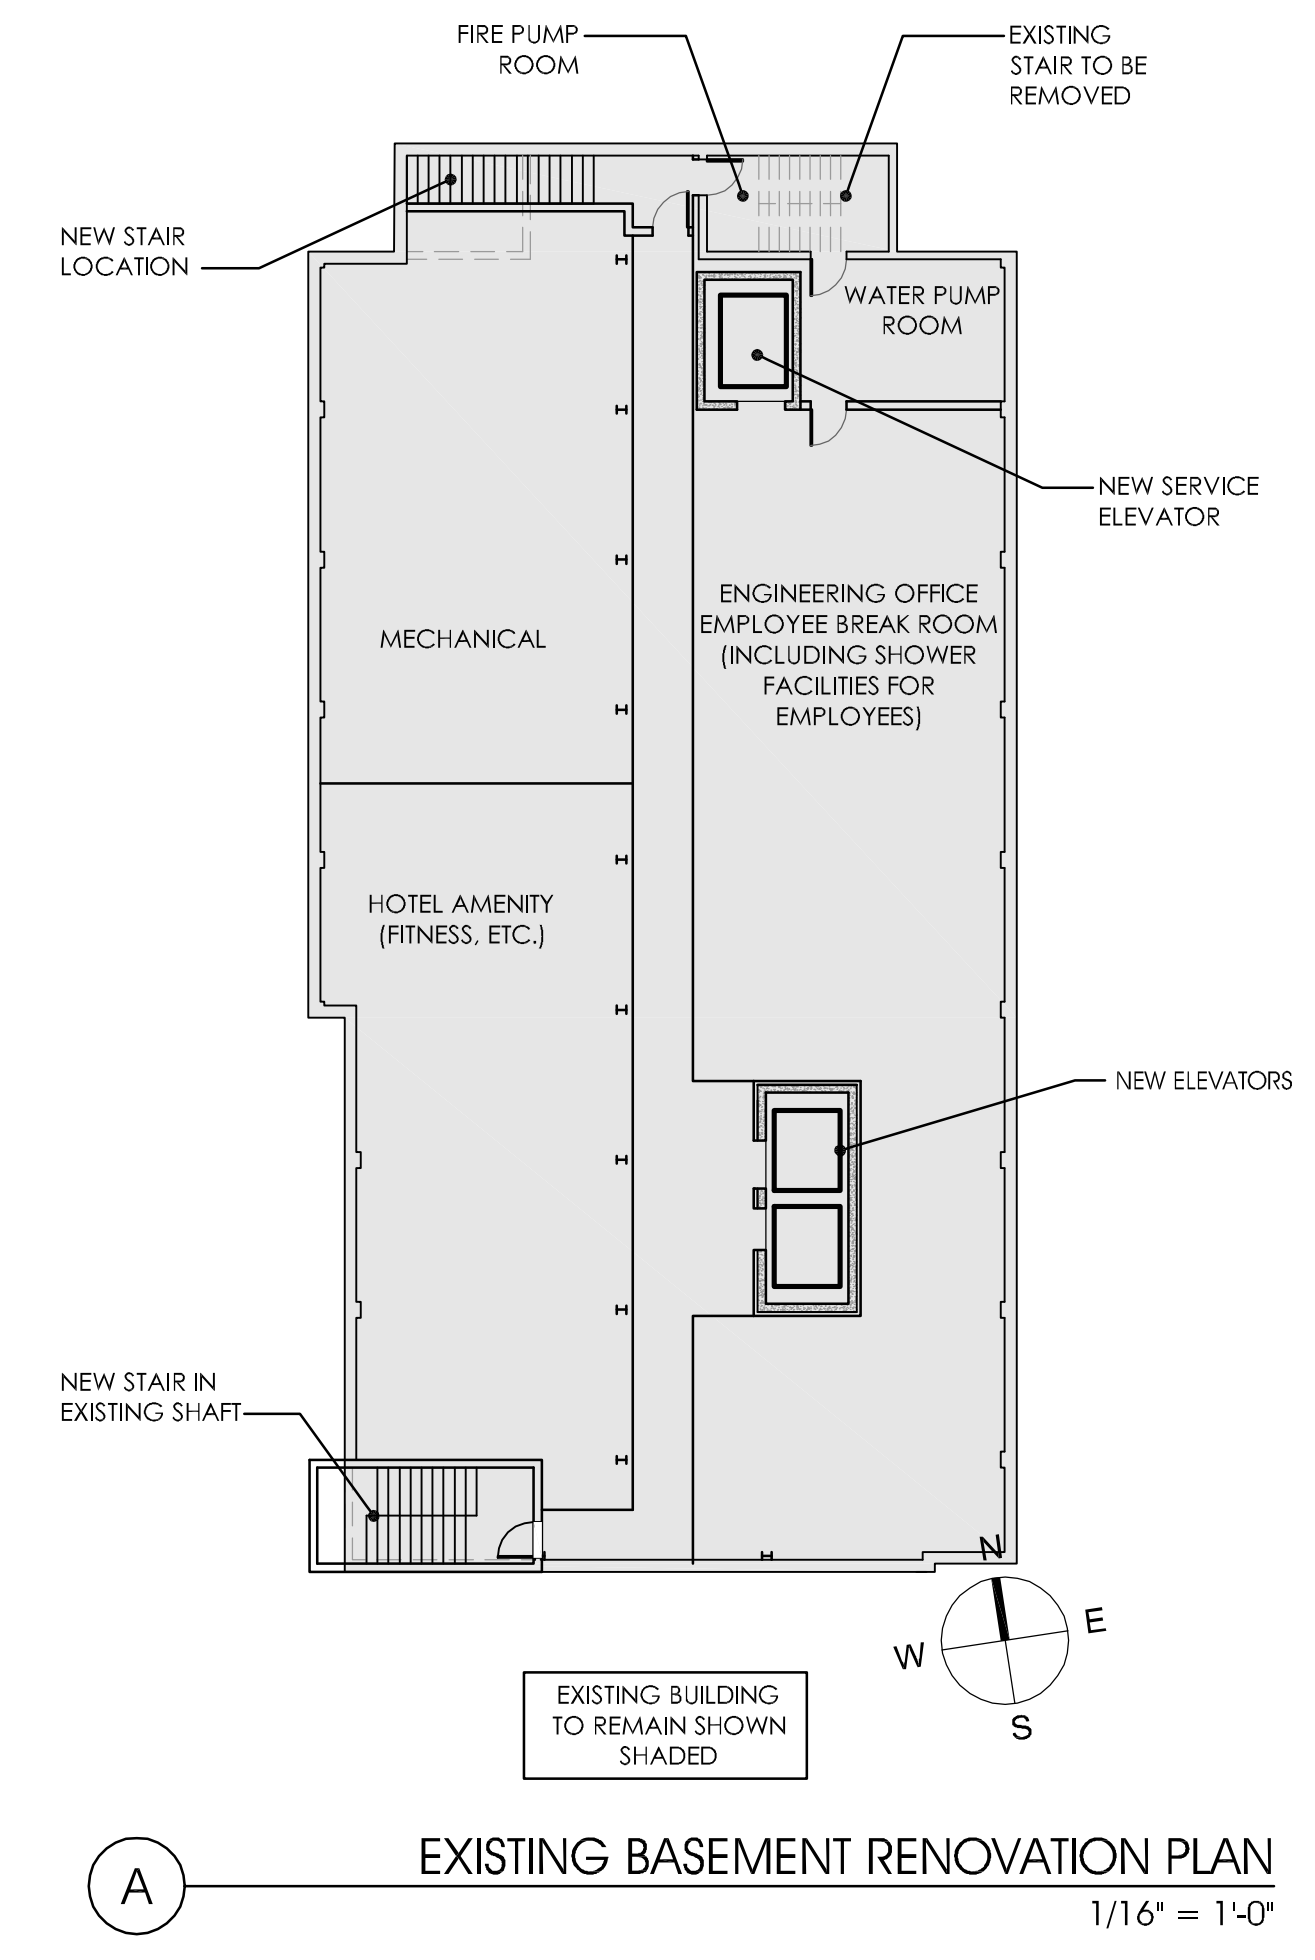 FIRE PUMP
ROOM
EXISTING
STAIR TO BE
REMOVED
NEW STAIR
LOCATION
WATER PUMP
ROOM
NEW SERVICE
ELEVATOR
ENGINEERING OFFICE
EMPLOYEE BREAK ROOM
(INCLUDING SHOWER
FACILITIES FOR
EMPLOYEES)
MECHANICAL
HOTEL AMENITY
(FITNESS, ETC.)
NEW ELEVATORS
NEW STAIR IN
EXISTING SHAFT
N
E
W
S
EXISTING BUILDING
TO REMAIN SHOWN
SHADED
A
EXISTING BASEMENT RENOVATION PLAN
1/16" = 1'-0"